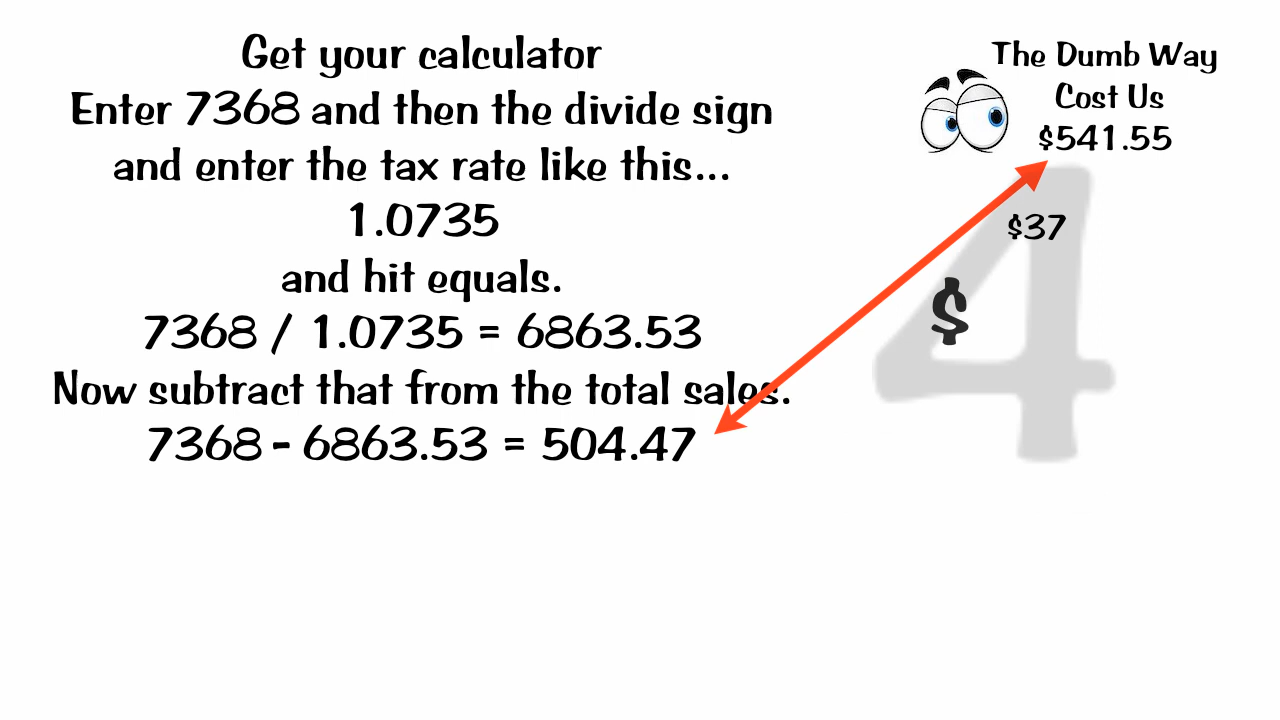 Get your calculator
Enter 7368 and then the divide sign
and enter the tax rate like this...
1.0735
and hit equals.
7368 / 1.0735 = 6863.53
Now subtract that from the total sales.
7368 - 6863.53 = 504.47
The Dumb Way
Cost Us
$541.55
$37
$
4